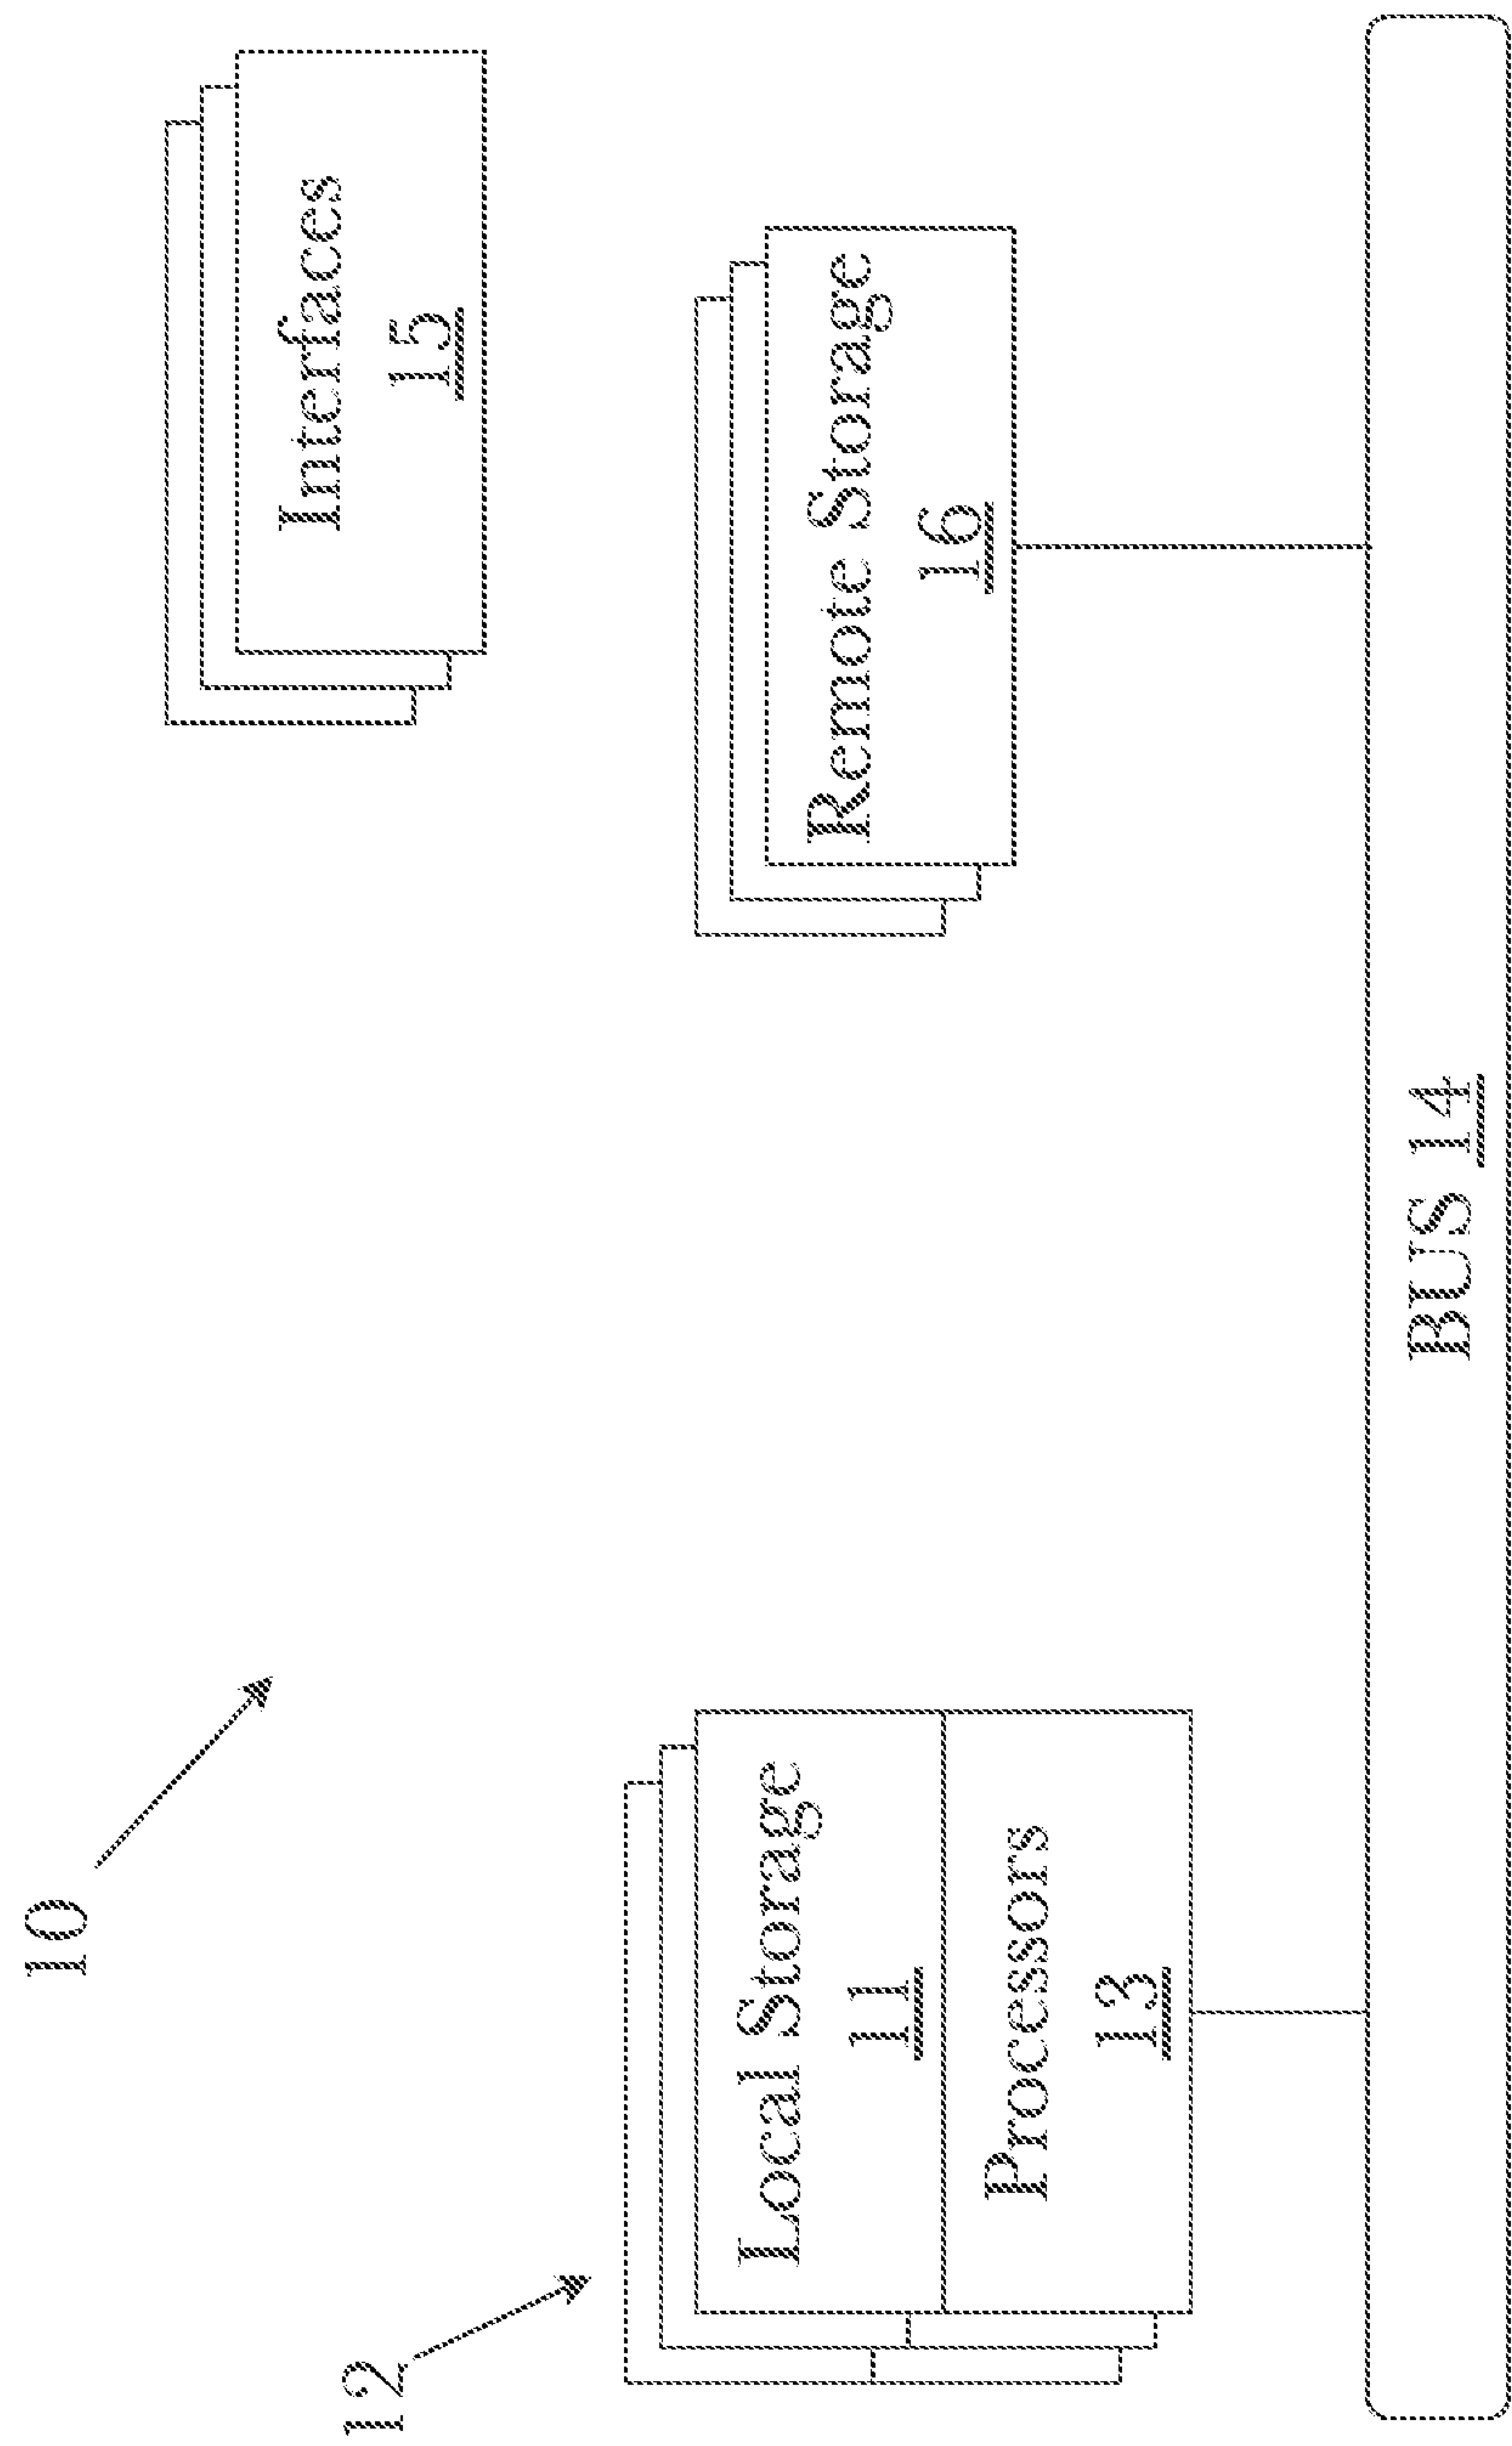 10
12
Local Storage
11
Processors
13
Interfaces
15
Remote Storage
16
BUS 14